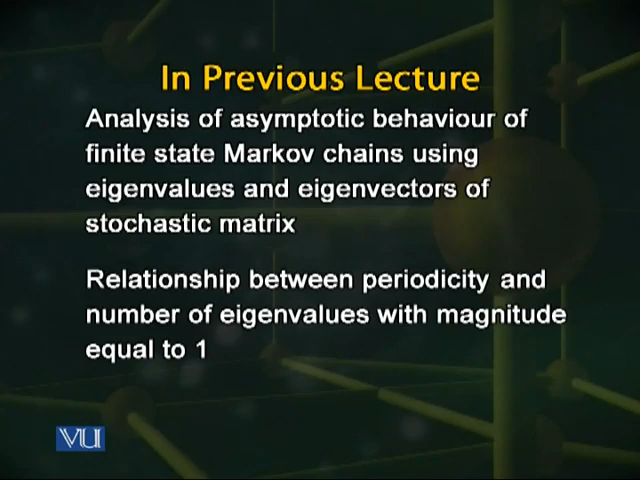 In Previous Lecture
Analysis of asymptotic behaviour of
finite state Markov chains using
eigenvalues and eigenvectors of
stochastic matrix
Relationship between periodicity and
number of eigenvalues with magnitude
equal to 1
VU